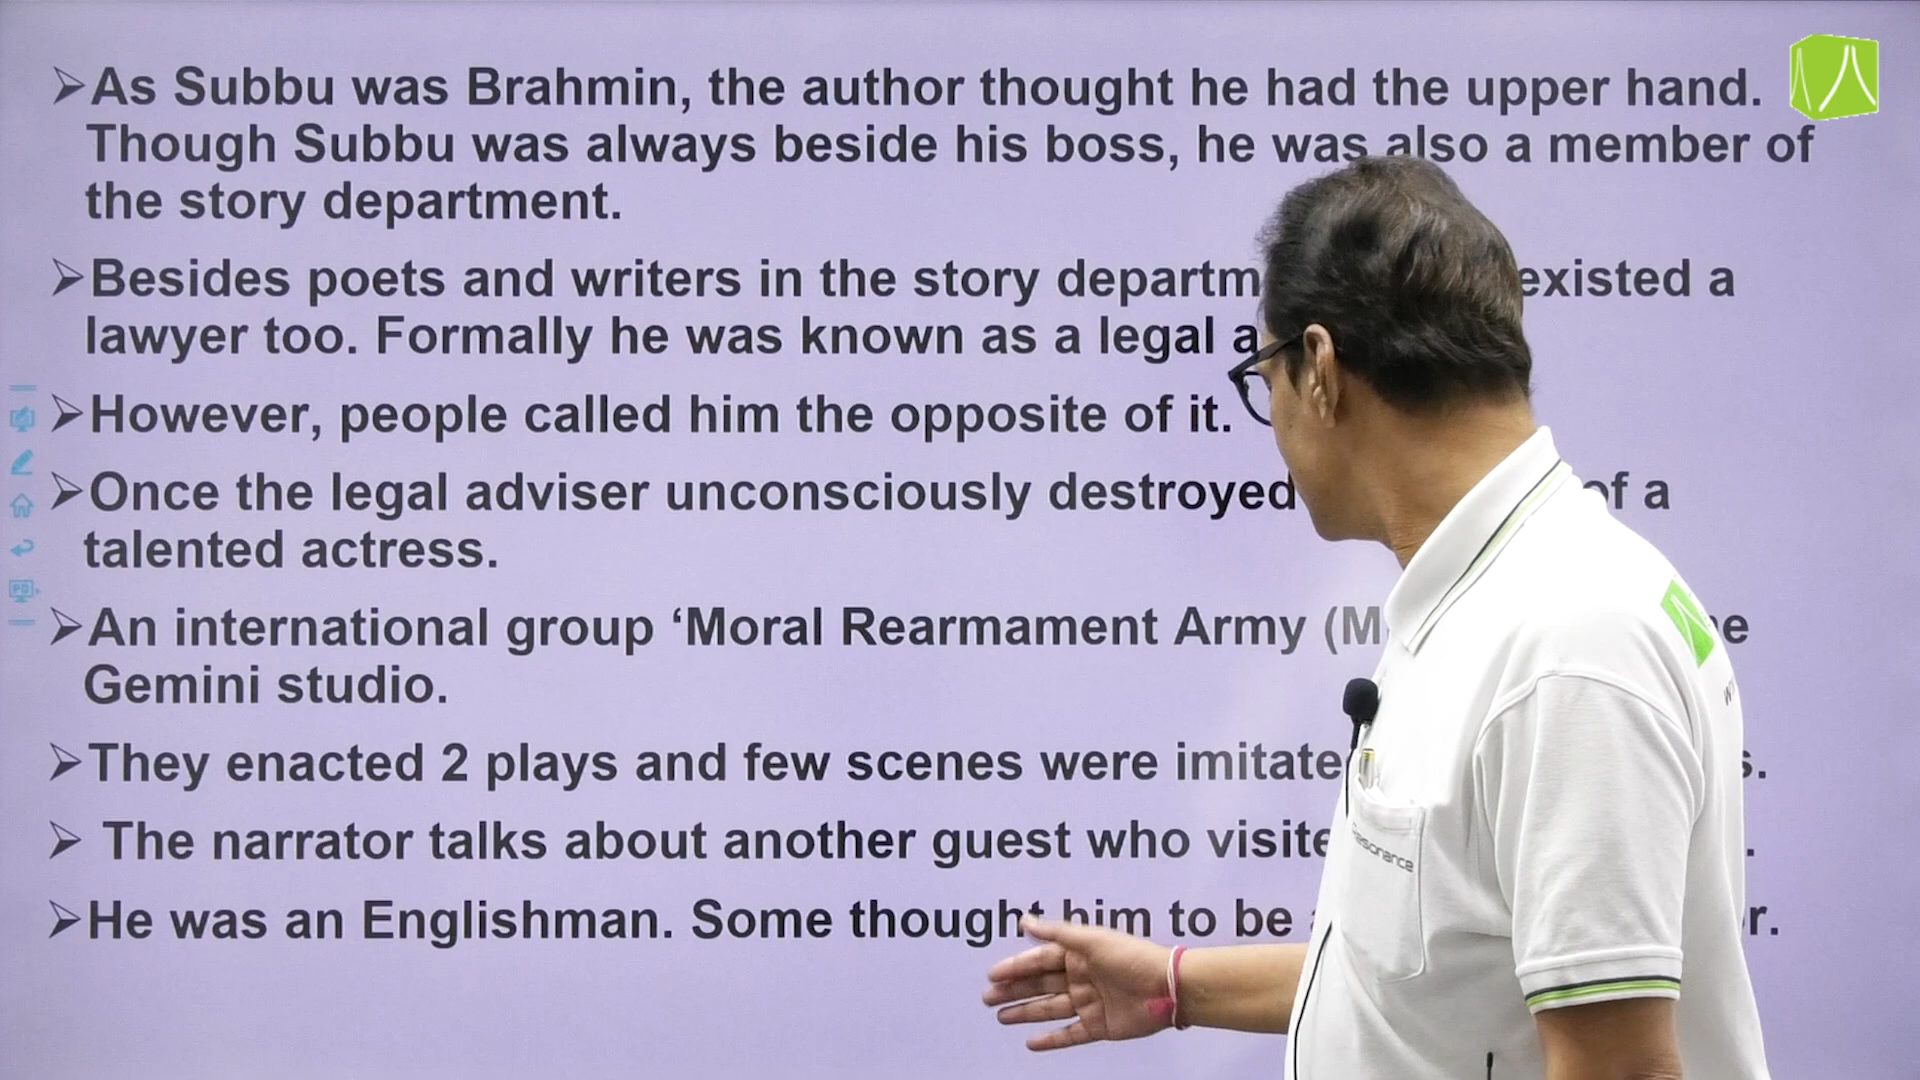 ➢As Subbu was Brahmin, the author thought he had the upper hand.
Though Subbu was always beside his boss, he was also a member of
the story department.
➢Besides poets and writers in the story existed a
lawyer too. Formally he was known as a legal
➢However, people called him the opposite of it.
➢Once the legal adviser unconsciously destroyed of a
talented actress.
➢An international group ‘Moral Rearmament Army
Gemini studio.
➢They enacted 2 plays and few scenes were
➢ The narrator talks about another guest who
➢He was an Englishman. Some thought him to be
Resonance